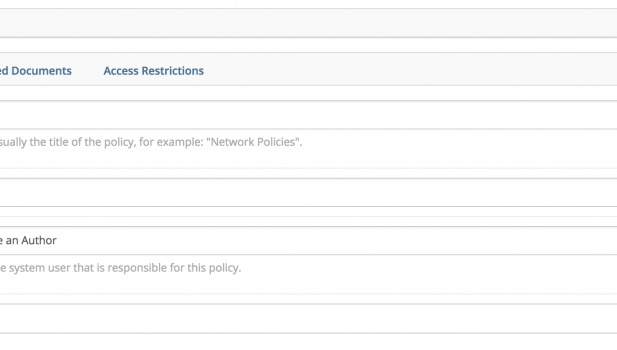 ed Documents Access Restrictions
sually the title of the policy, for example: "Network Policies".
e an Author
e system user that is responsible for this policy.